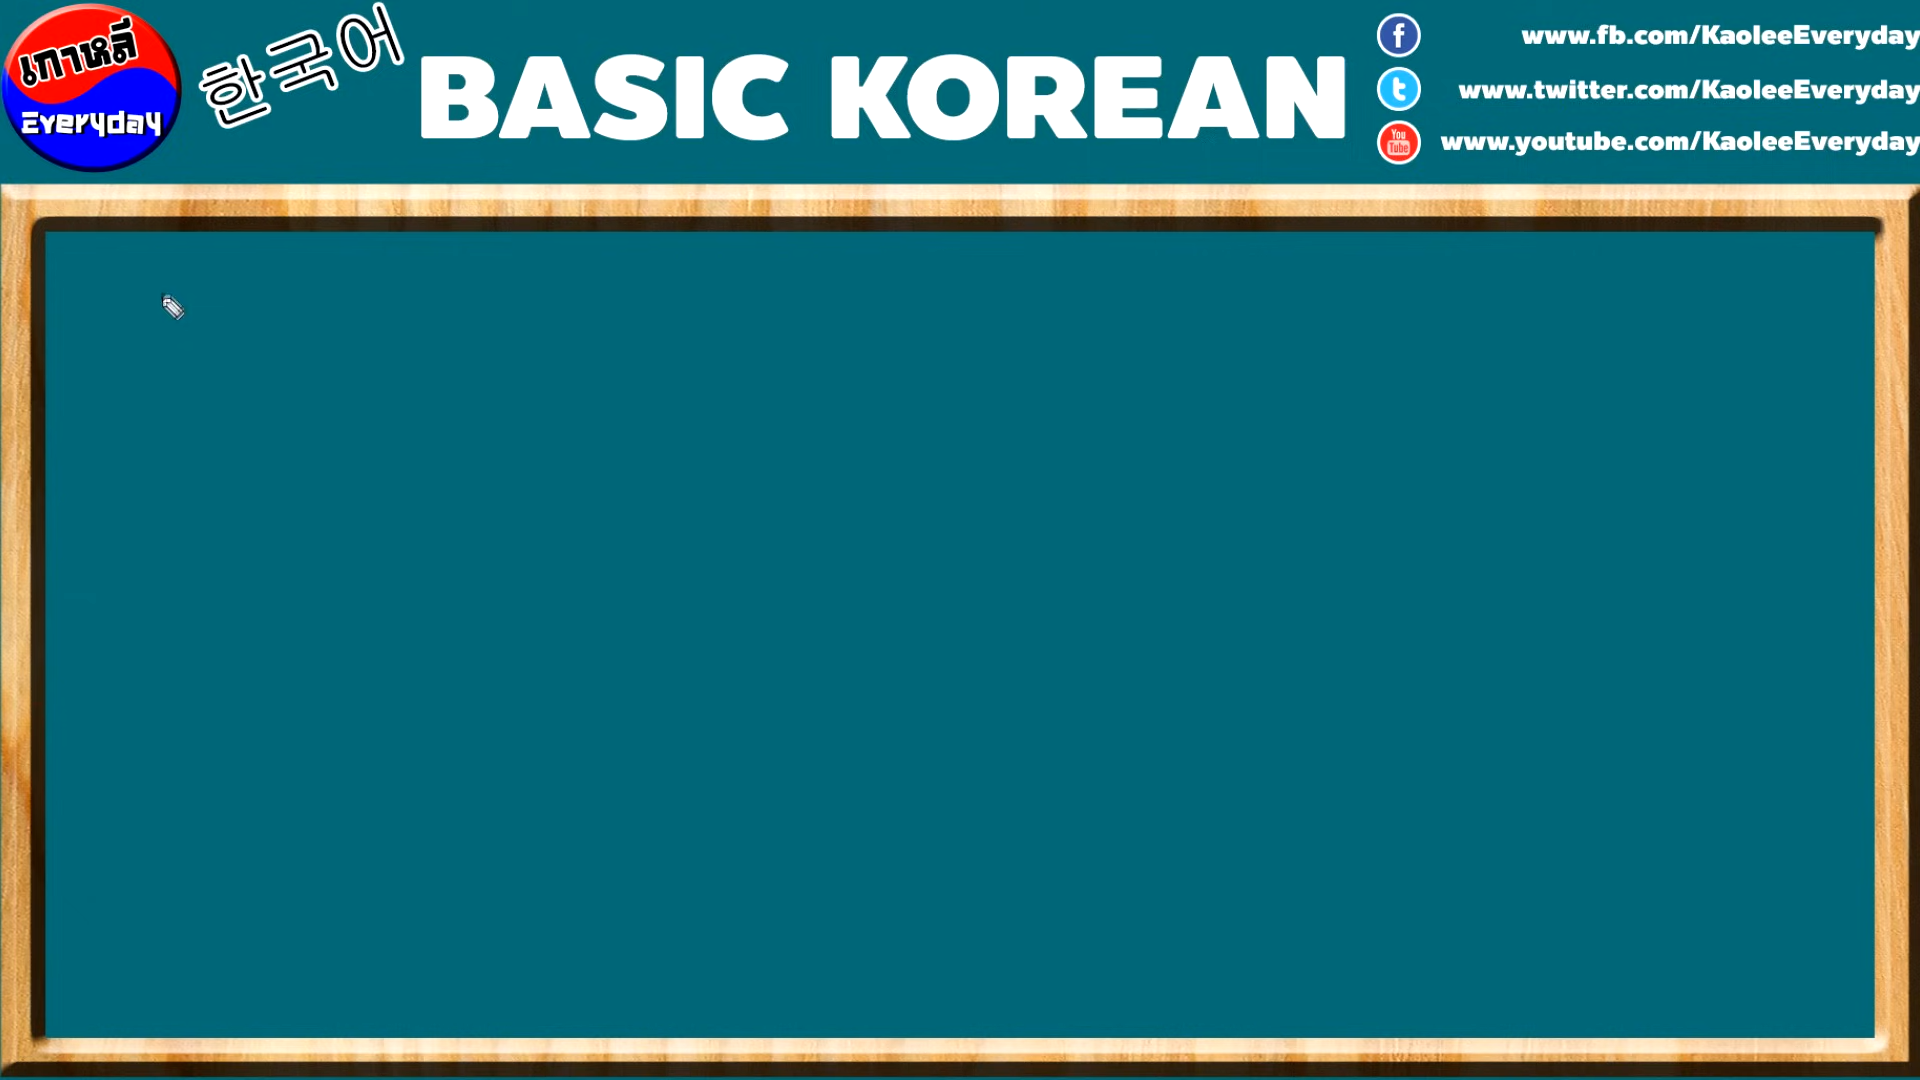 เกาหลี
Everyday
한국어
BASIC KOREAN
f
www.fb.com/KaoleeEveryday
t
www.twitter.com/KaoleeEveryday
You
Tube
www.youtube.com/KaoleeEveryday